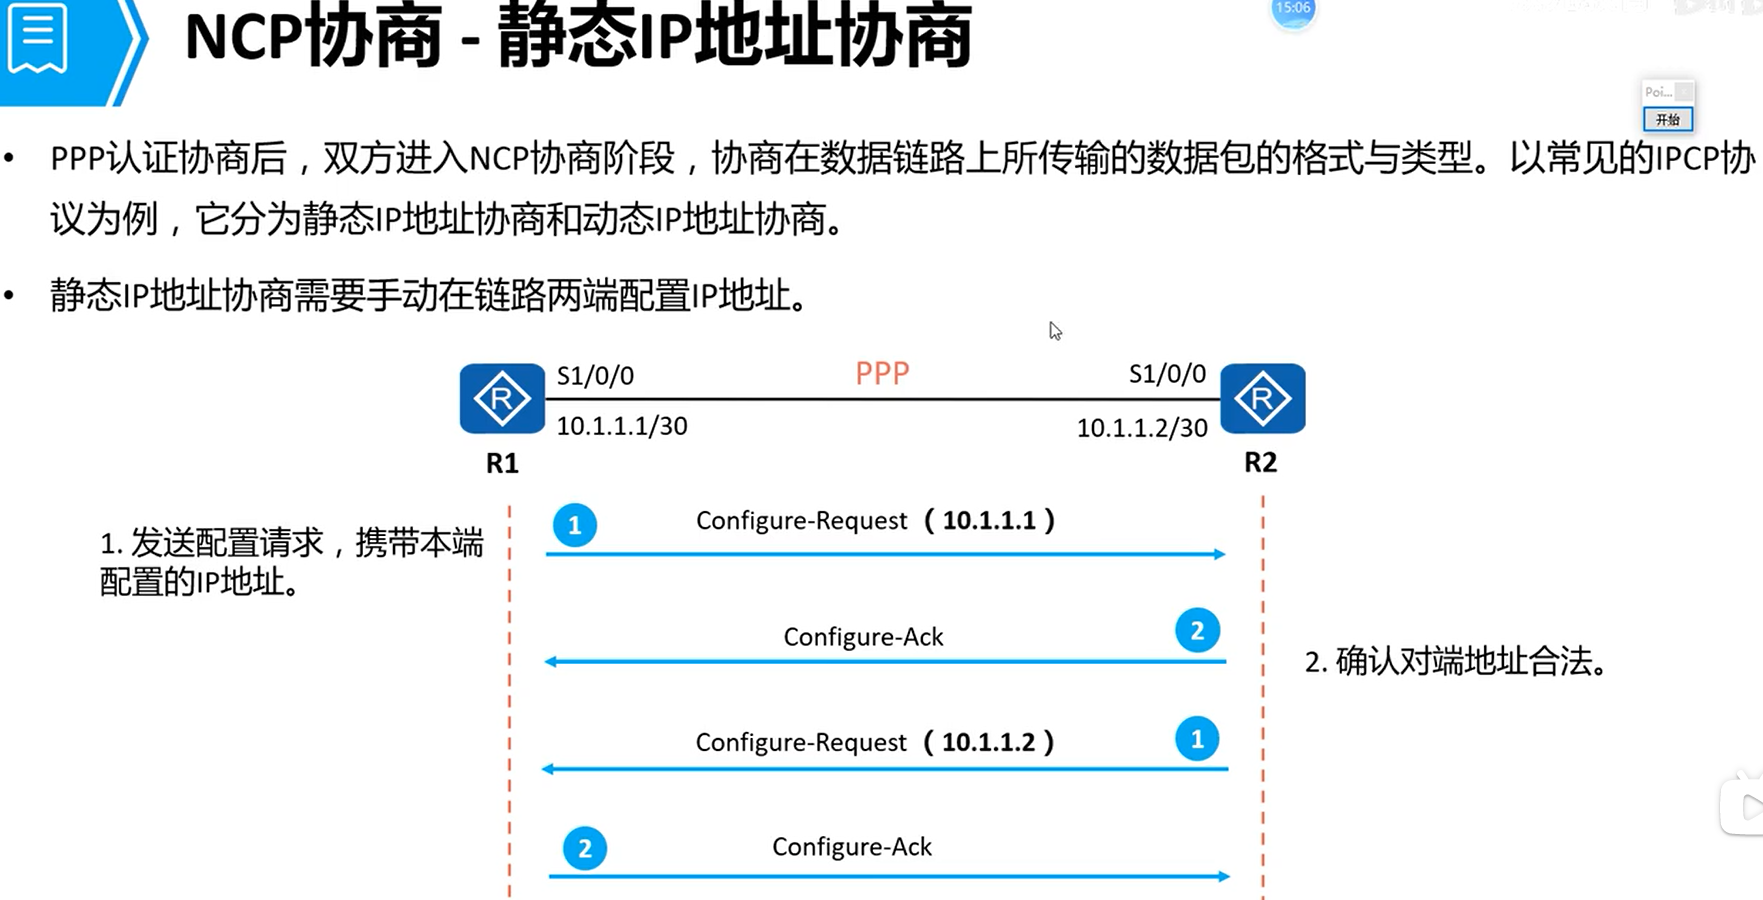 15:06
NCP协商 - 静态IP地址协商
Poi...
开始
• PPP认证协商后，双方进入NCP协商阶段，协商在数据链路上所传输的数据包的格式与类型。以常见的IPCP协
议为例，它分为静态IP地址协商和动态IP地址协商。
• 静态IP地址协商需要手动在链路两端配置IP地址。
S1/0/0 PPP S1/0/0
R R
10.1.1.1/30 10.1.1.2/30
R1 R2
1 Configure-Request（10.1.1.1）
1. 发送配置请求，携带本端
配置的IP地址。
Configure-Ack 2
2. 确认对端地址合法。
Configure-Request（10.1.1.2） 1
2 Configure-Ack